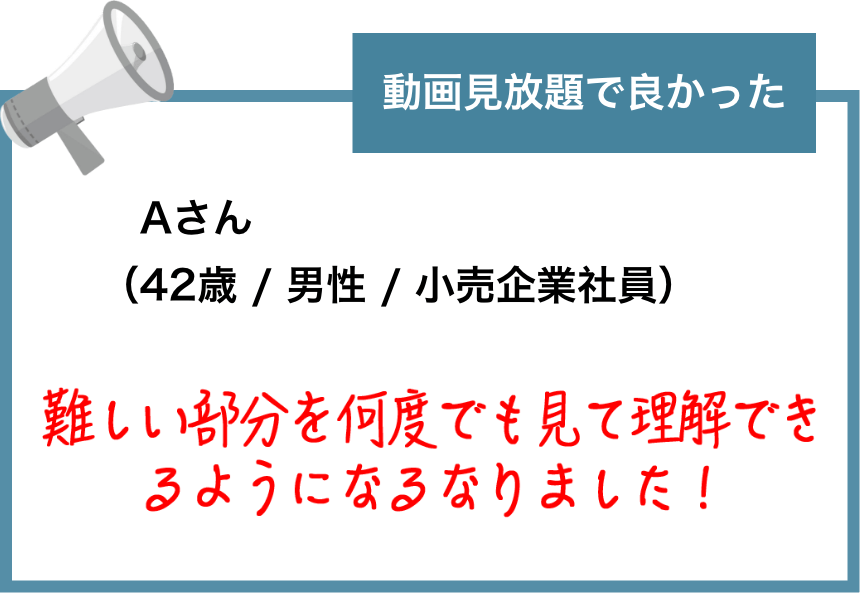 動画見放題で良かった
Aさん
（42歳 / 男性 / 小売企業社員）
難しい部分を何度でも見て理解でき
るようになるなりました！